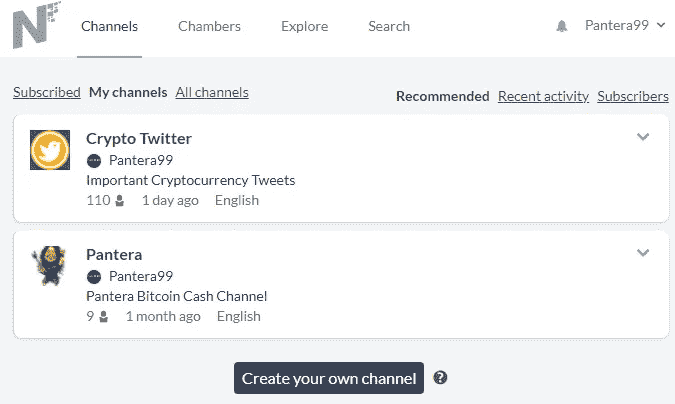 N
Channels Chambers Explore Search Pantera99
Subscribed My channels All channels Recommended Recent activity Subscribers
Crypto Twitter
Pantera99
Important Cryptocurrency Tweets
110 1 day ago English
Pantera
Pantera99
Pantera Bitcoin Cash Channel
9 1 month ago English
Create your own channel ?